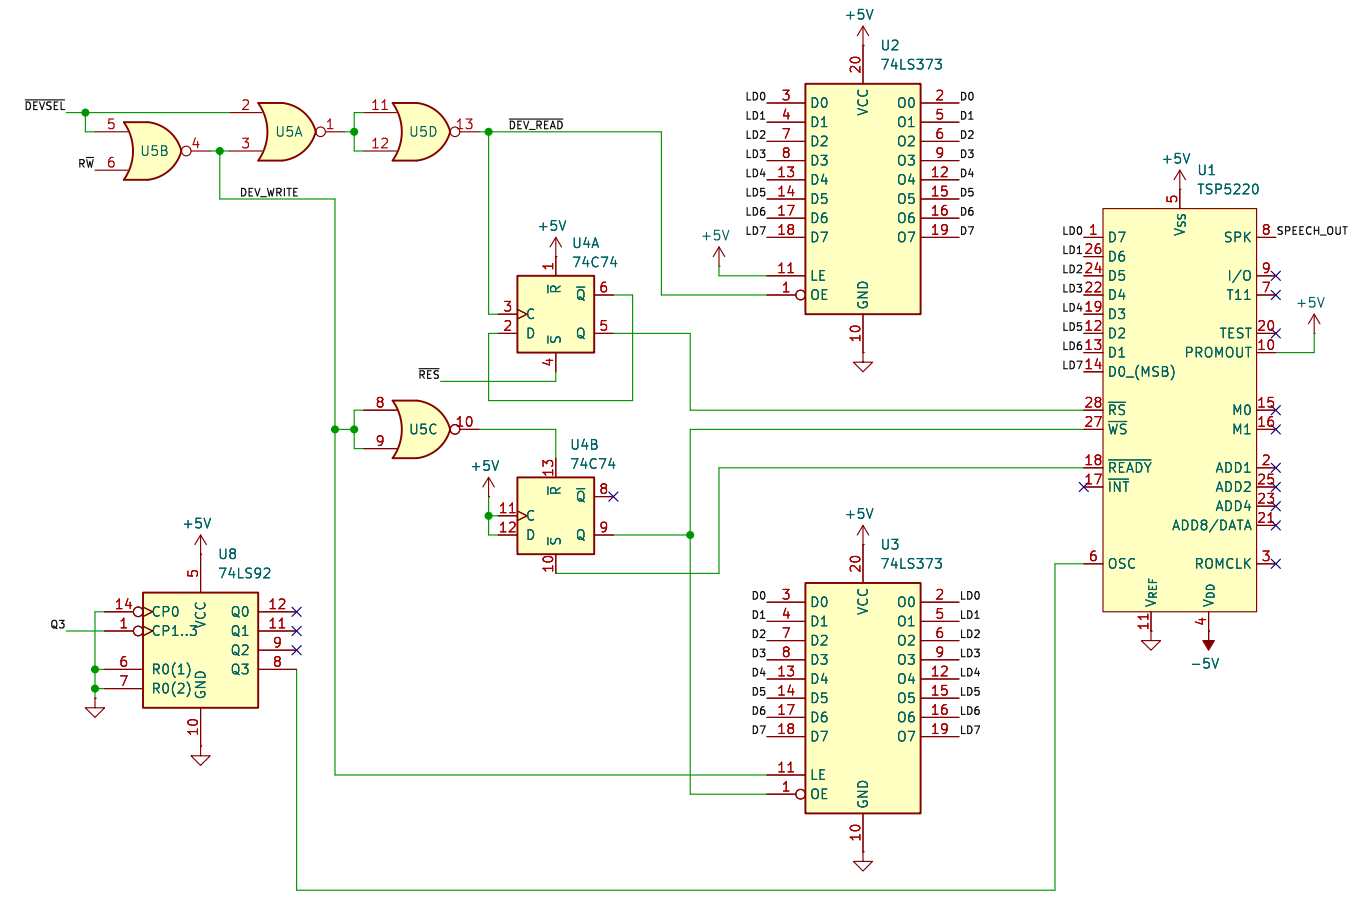 DEVSEL
RW
5
6
U5B
4
2
3
U5A
1
11
12
U5D
13
DEV_READ
DEV_WRITE
+5V
U4A
74C74
1
R
Q
6
3
C
2
D
Q
5
S
4
RES
8
9
U5C
10
+5V
U4B
74C74
13
R
Q
8
11
C
12
D
Q
9
S
10
+5V
U2
74LS373
20
VCC
LD0 3 D0 O0 2 D0
LD1 4 D1 O1 5 D1
LD2 7 D2 O2 6 D2
LD3 8 D3 O3 9 D3
LD4 13 D4 O4 12 D4
LD5 14 D5 O5 15 D5
LD6 17 D6 O6 16 D6
LD7 18 D7 O7 19 D7
+5V
11 LE
1 OE
GND
10
+5V
U1
TSP5220
5
VSS
LD0 1 D7 SPK 8 SPEECH_OUT
LD1 26 D6
LD2 24 D5 I/O 9
LD3 22 D4 T11 7
+5V
LD4 19 D3
LD5 12 D2 TEST 20
LD6 13 D1 PROMOUT 10
LD7 14 D0_(MSB)
28 RS M0 15
27 WS M1 16
18 READY ADD1 2
17 INT ADD2 25
ADD4 23
ADD8/DATA 21
6 OSC ROMCLK 3
VREF
VDD
11
4
-5V
+5V
U8
74LS92
5
VCC
14 CP0 Q0 12
Q3 1 CP1..3 Q1 11
Q2 9
6 R0(1) Q3 8
7 R0(2)
GND
10
+5V
U3
74LS373
20
VCC
D0 3 D0 O0 2 LD0
D1 4 D1 O1 5 LD1
D2 7 D2 O2 6 LD2
D3 8 D3 O3 9 LD3
D4 13 D4 O4 12 LD4
D5 14 D5 O5 15 LD5
D6 17 D6 O6 16 LD6
D7 18 D7 O7 19 LD7
11 LE
1 OE
GND
10